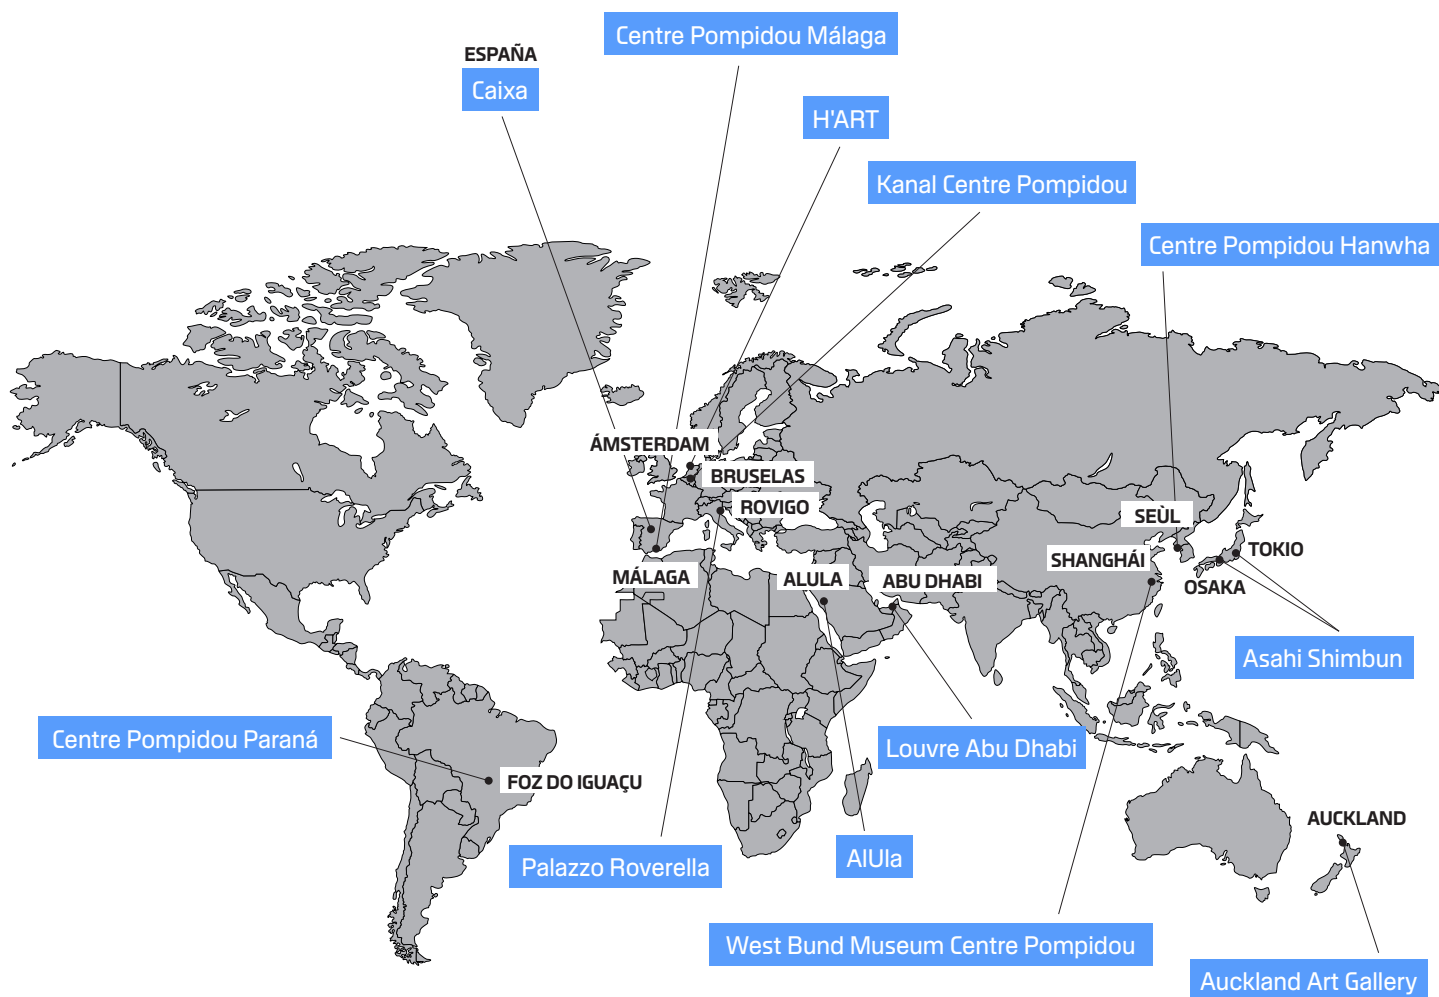 Centre Pompidou Málaga
ESPAÑA
Caixa
H'ART
Kanal Centre Pompidou
Centre Pompidou Hanwha
ÁMSTERDAM
BRUSELAS
ROVIGO
SEÙL
TOKIO
SHANGHÁI
MÁLAGA
ALULA
ABU DHABI
OSAKA
Asahi Shimbun
Centre Pompidou Paraná
Louvre Abu Dhabi
FOZ DO IGUAÇU
AUCKLAND
Palazzo Roverella
AlUla
West Bund Museum Centre Pompidou
Auckland Art Gallery